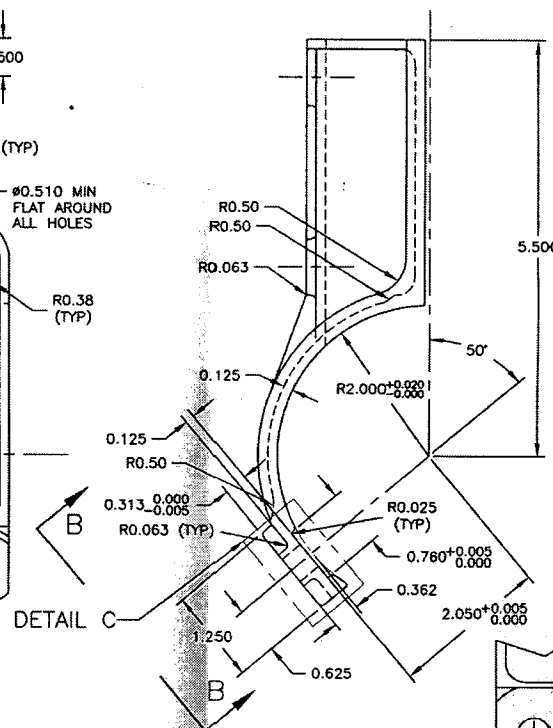 500
(TYP)
ø0.510 MIN
FLAT AROUND
ALL HOLES
R0.38
(TYP)
R0.50
R0.50
R0.063
5.500
50°
0.125
R2.000+0.020
-0.000
0.125
R0.50
0.313 0.000
-0.005
R0.063 (TYP)
R0.025
(TYP)
0.760+0.005
0.000
0.362
2.050+0.005
0.000
B
DETAIL C
1.250
0.625
B